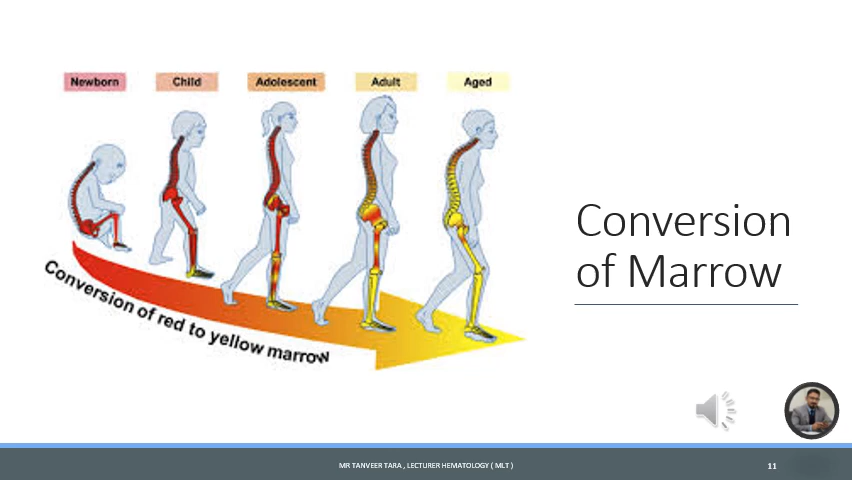 Newborn
Child
Adolescent
Adult
Aged
Conversion of red to yellow marrow
Conversion
of Marrow
MR TANVEER TARA , LECTURER HEMATOLOGY ( MLT )
11